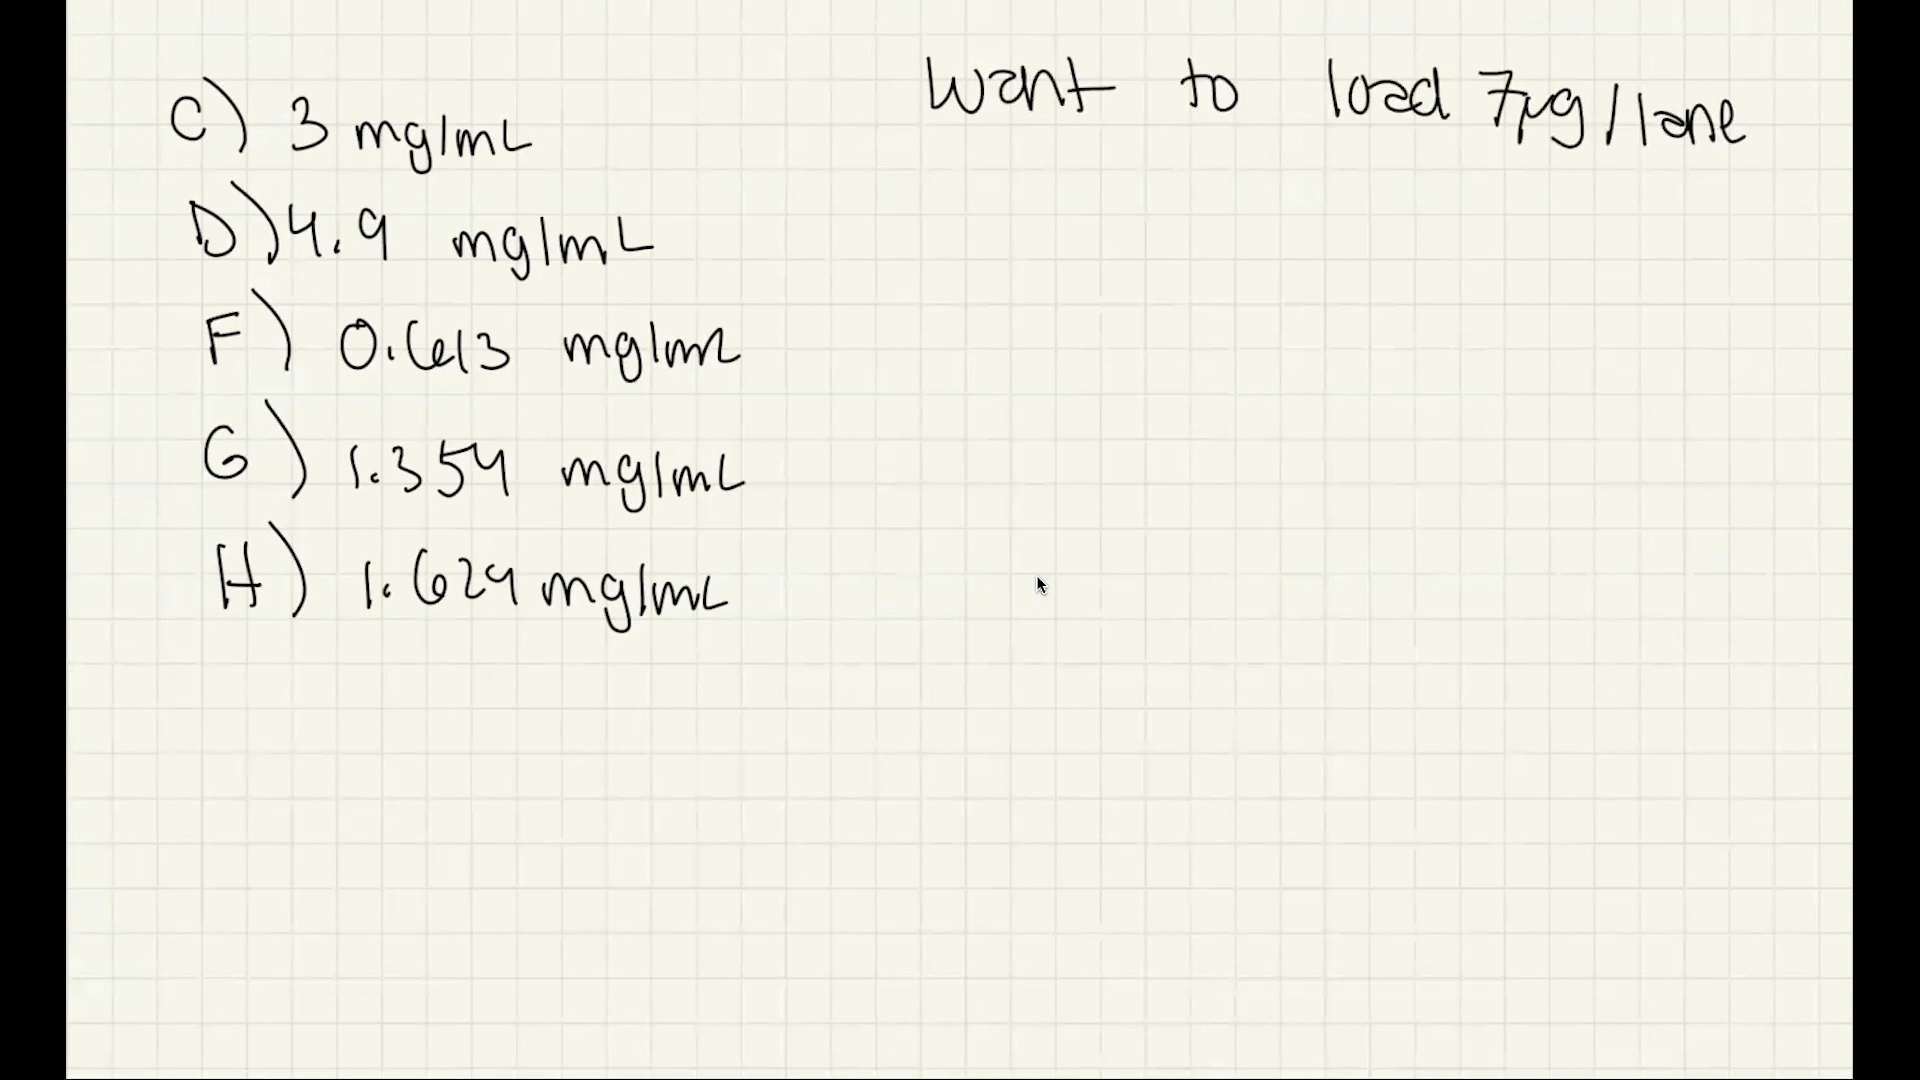 Want to load 7µg/lane
C) 3 mg/mL
D) 4.9 mg/mL
F) 0.613 mg/mL
G) 1.354 mg/mL
H) 1.624 mg/mL